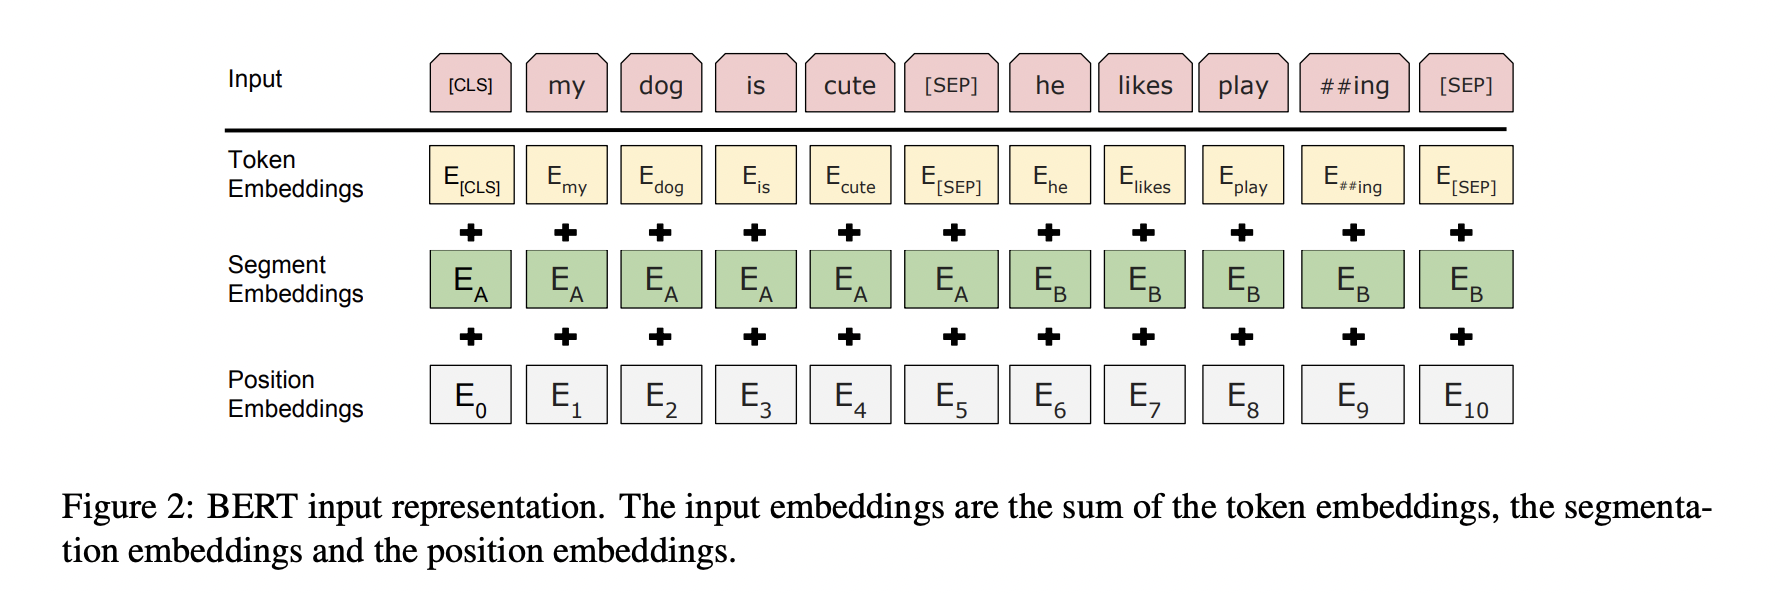 Input [CLS] my dog is cute [SEP] he likes play ##ing [SEP]
Token
Embeddings
E[CLS] Emy Edog Eis Ecute E[SEP] Ehe Elikes Eplay E##ing E[SEP]
+ + + + + + + + + + +
Segment
Embeddings
EA EA EA EA EA EA EB EB EB EB EB
+ + + + + + + + + + +
Position
Embeddings
E0 E1 E2 E3 E4 E5 E6 E7 E8 E9 E10
Figure 2: BERT input representation. The input embeddings are the sum of the token embeddings, the segmenta-
tion embeddings and the position embeddings.